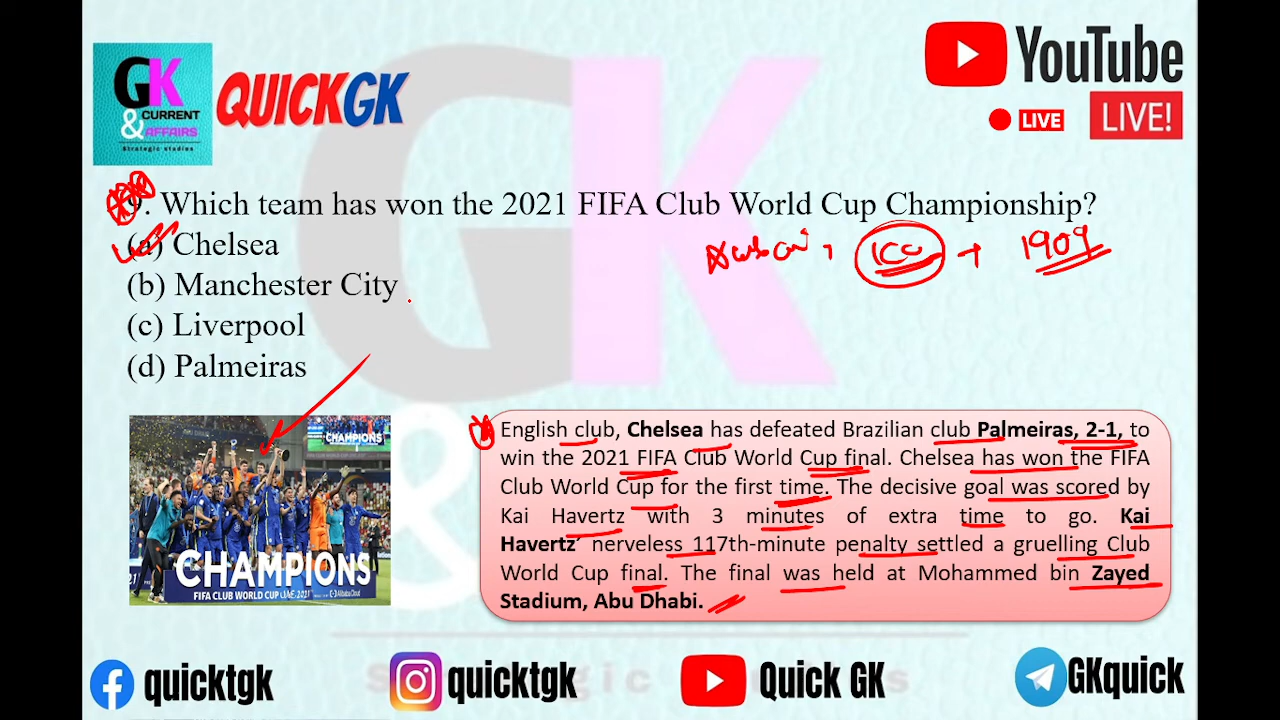 GK
CURRENT
& AFFAIRS
Strategic studies
QUICKGK
YouTube
LIVE
LIVE!
9. Which team has won the 2021 FIFA Club World Cup Championship?
(a) Chelsea
(b) Manchester City
(c) Liverpool
(d) Palmeiras
1909
CHAMPIONS
CHAMPIONS
FIFA CLUB WORLD CUP UAE 2021
Alibaba Cloud
English club, Chelsea has defeated Brazilian club Palmeiras, 2-1, to
win the 2021 FIFA Club World Cup final. Chelsea has won the FIFA
Club World Cup for the first time. The decisive goal was scored by
Kai Havertz with 3 minutes of extra time to go. Kai
Havertz' nerveless 117th-minute penalty settled a gruelling Club
World Cup final. The final was held at Mohammed bin Zayed
Stadium, Abu Dhabi.
quicktgk
quicktgk
Quick GK
GKquick